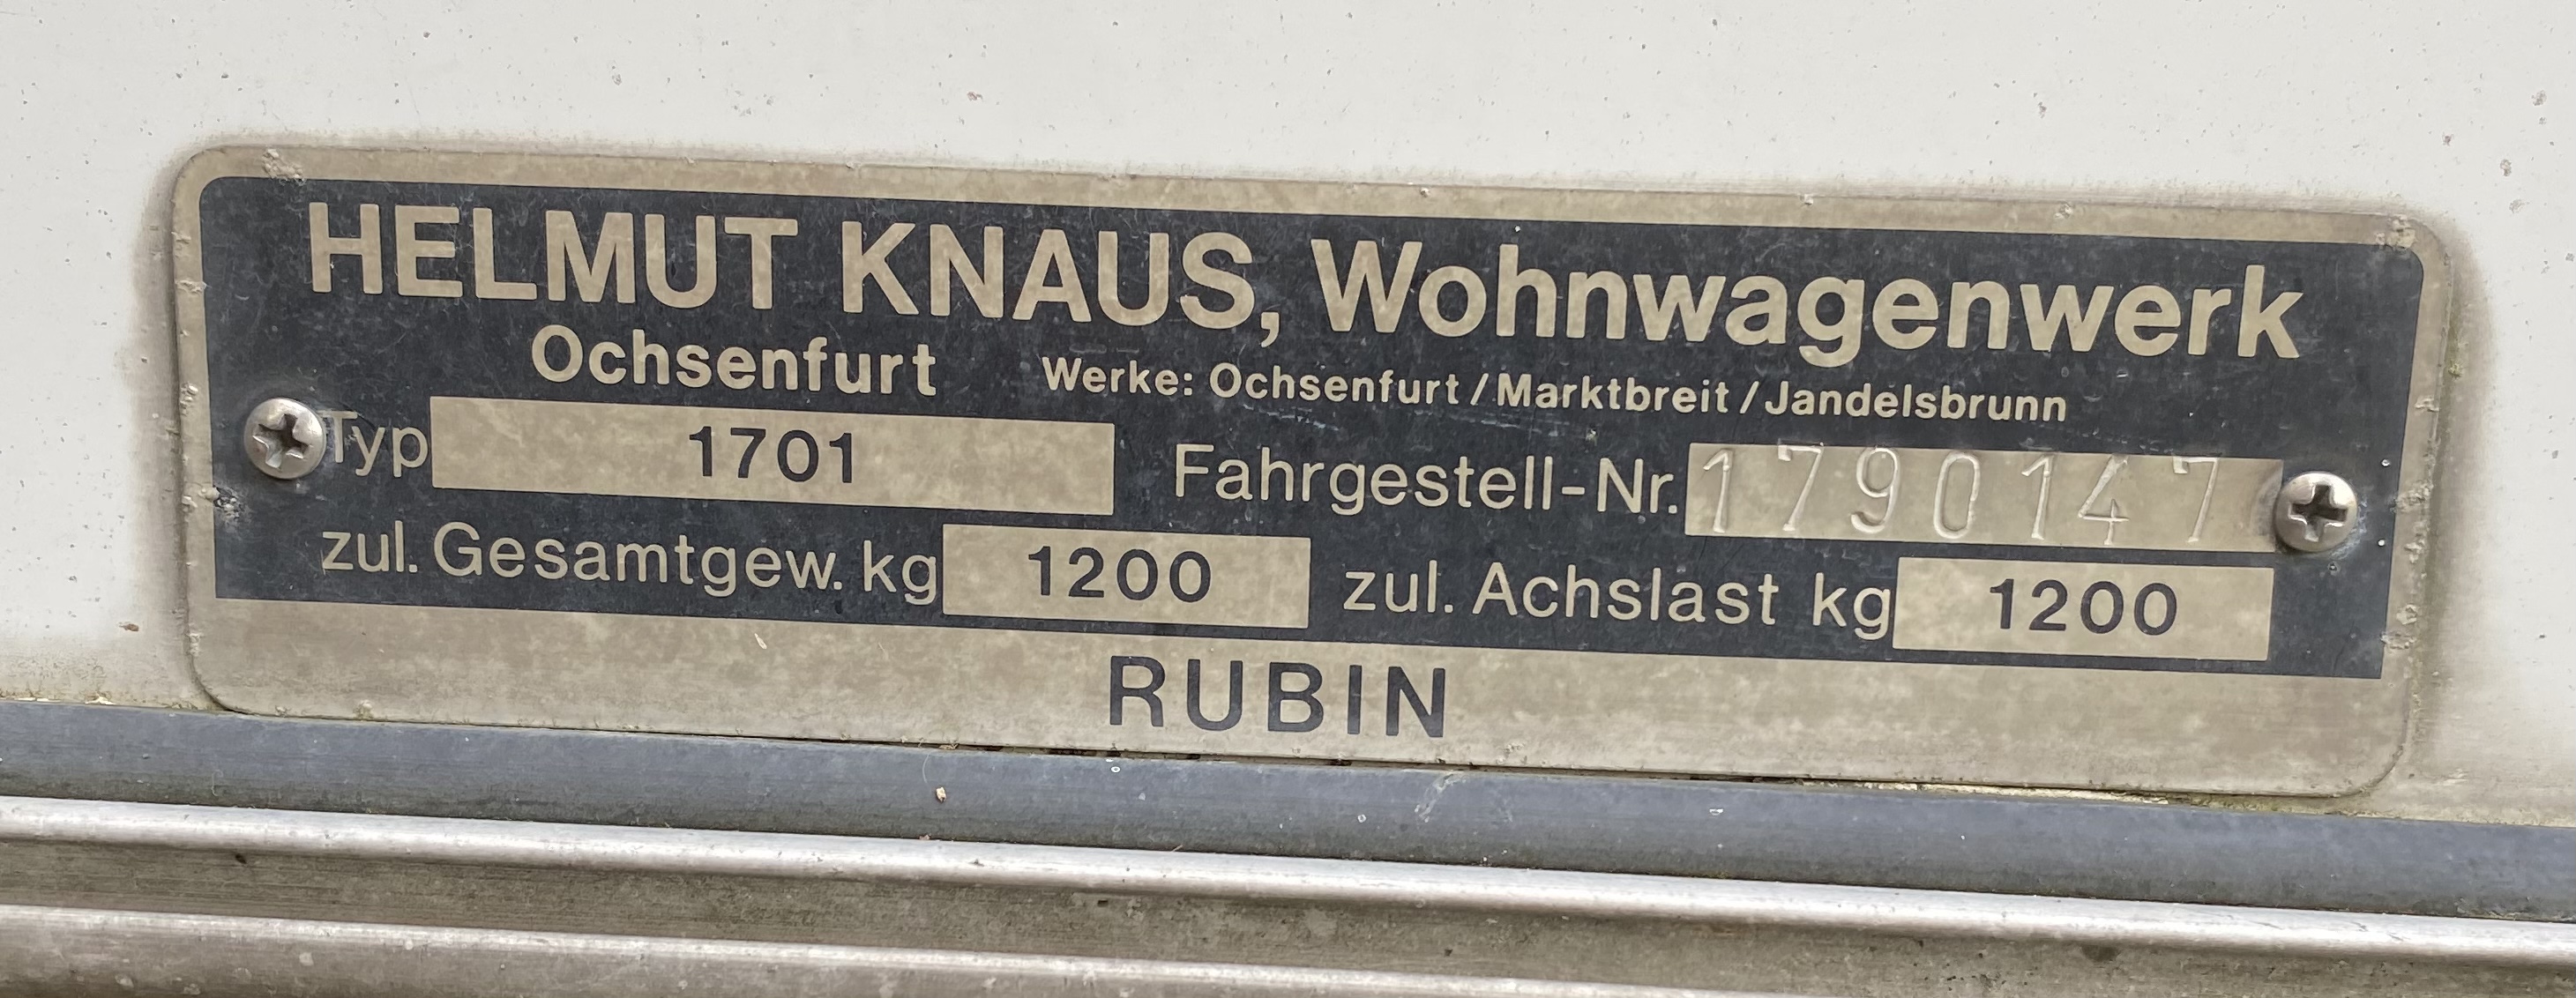 HELMUT KNAUS, Wohnwagenwerk
Ochsenfurt Werke: Ochsenfurt/Marktbreit/Jandelsbrunn
Typ 1701 Fahrgestell-Nr. 1790147
zul. Gesamtgew. kg 1200 zul. Achslast kg 1200
RUBIN